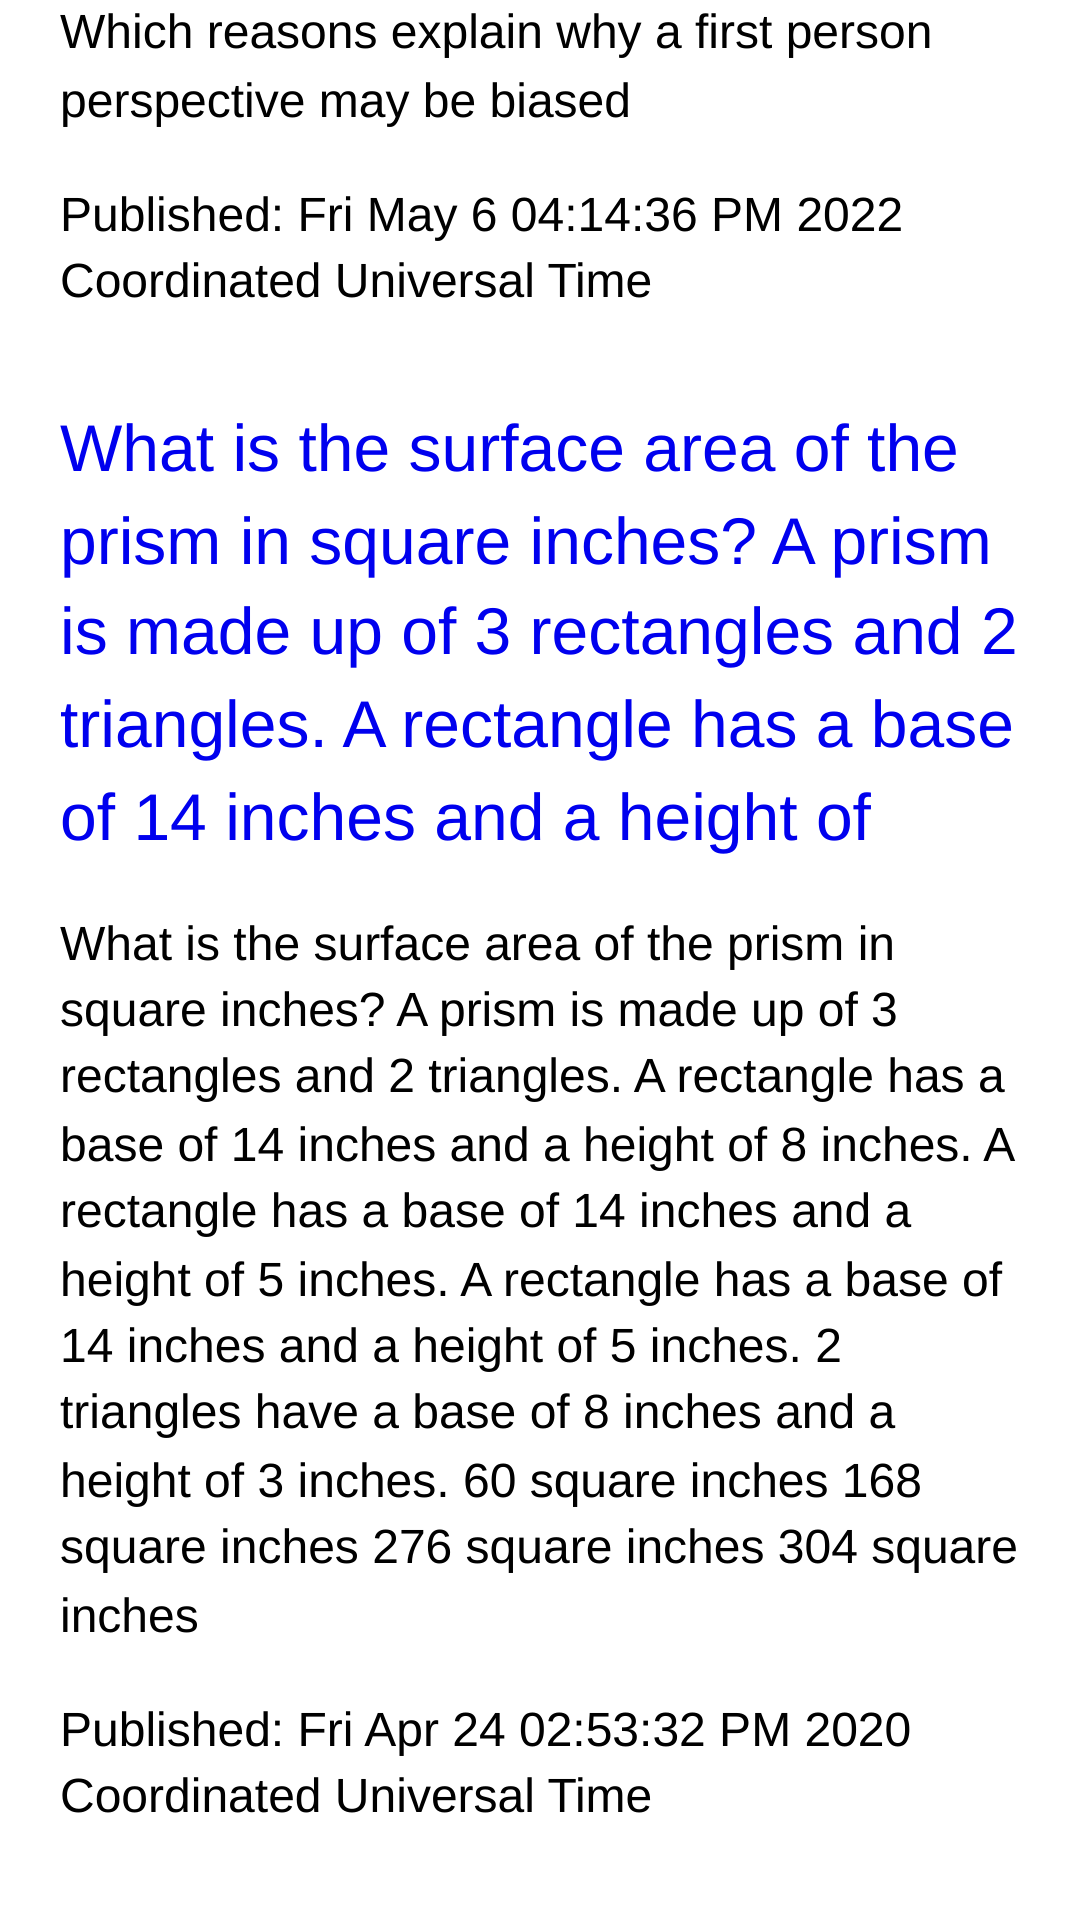 Which reasons explain why a first person
perspective may be biased
Published: Fri May 6 04:14:36 PM 2022
Coordinated Universal Time
What is the surface area of the
prism in square inches? A prism
is made up of 3 rectangles and 2
triangles. A rectangle has a base
of 14 inches and a height of
What is the surface area of the prism in
square inches? A prism is made up of 3
rectangles and 2 triangles. A rectangle has a
base of 14 inches and a height of 8 inches. A
rectangle has a base of 14 inches and a
height of 5 inches. A rectangle has a base of
14 inches and a height of 5 inches. 2
triangles have a base of 8 inches and a
height of 3 inches. 60 square inches 168
square inches 276 square inches 304 square
inches
Published: Fri Apr 24 02:53:32 PM 2020
Coordinated Universal Time